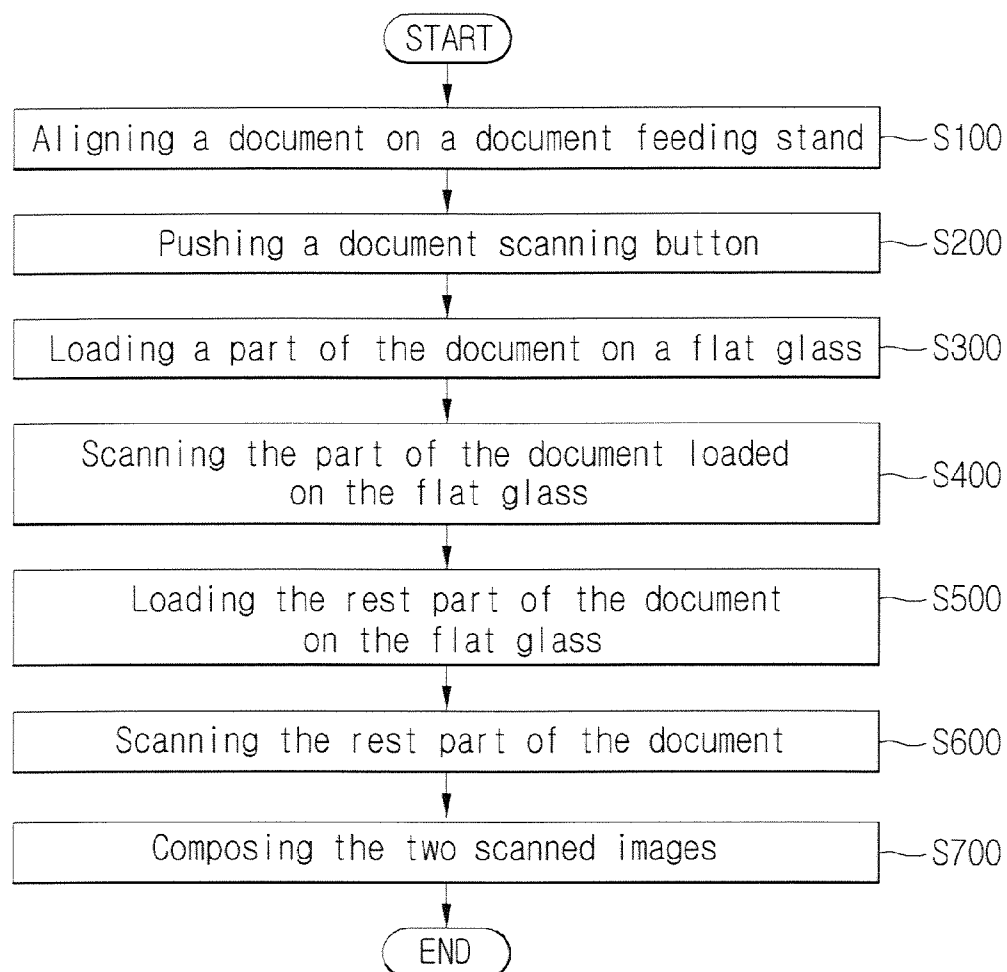 START
Aligning a document on a document feeding stand S100
Pushing a document scanning button S200
Loading a part of the document on a flat glass S300
Scanning the part of the document loaded
on the flat glass S400
Loading the rest part of the document S500
on the flat glass
Scanning the rest part of the document S600
Composing the two scanned images S700
END